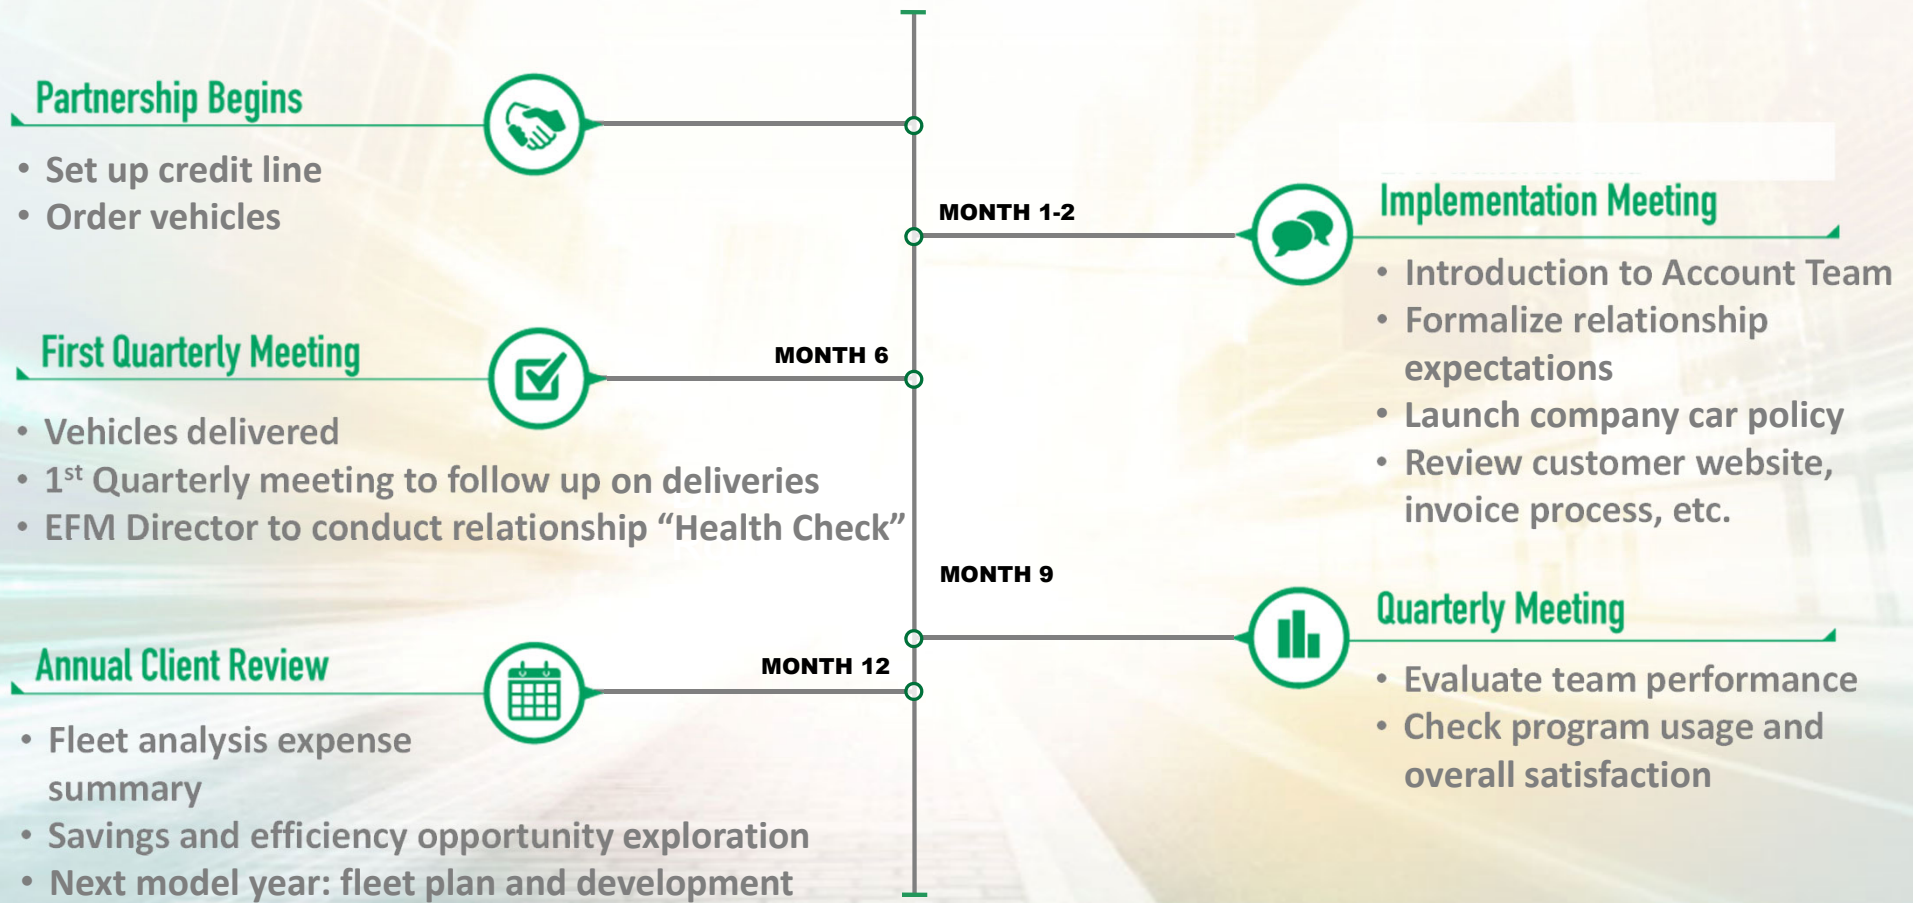 Partnership Begins
• Set up credit line
• Order vehicles
MONTH 1-2
Implementation Meeting
• Introduction to Account Team
• Formalize relationship
expectations
• Launch company car policy
• Review customer website,
invoice process, etc.
First Quarterly Meeting
MONTH 6
• Vehicles delivered
• 1st Quarterly meeting to follow up on deliveries
• EFM Director to conduct relationship “Health Check”
MONTH 9
Quarterly Meeting
• Evaluate team performance
• Check program usage and
overall satisfaction
Annual Client Review
MONTH 12
• Fleet analysis expense
summary
• Savings and efficiency opportunity exploration
• Next model year: fleet plan and development